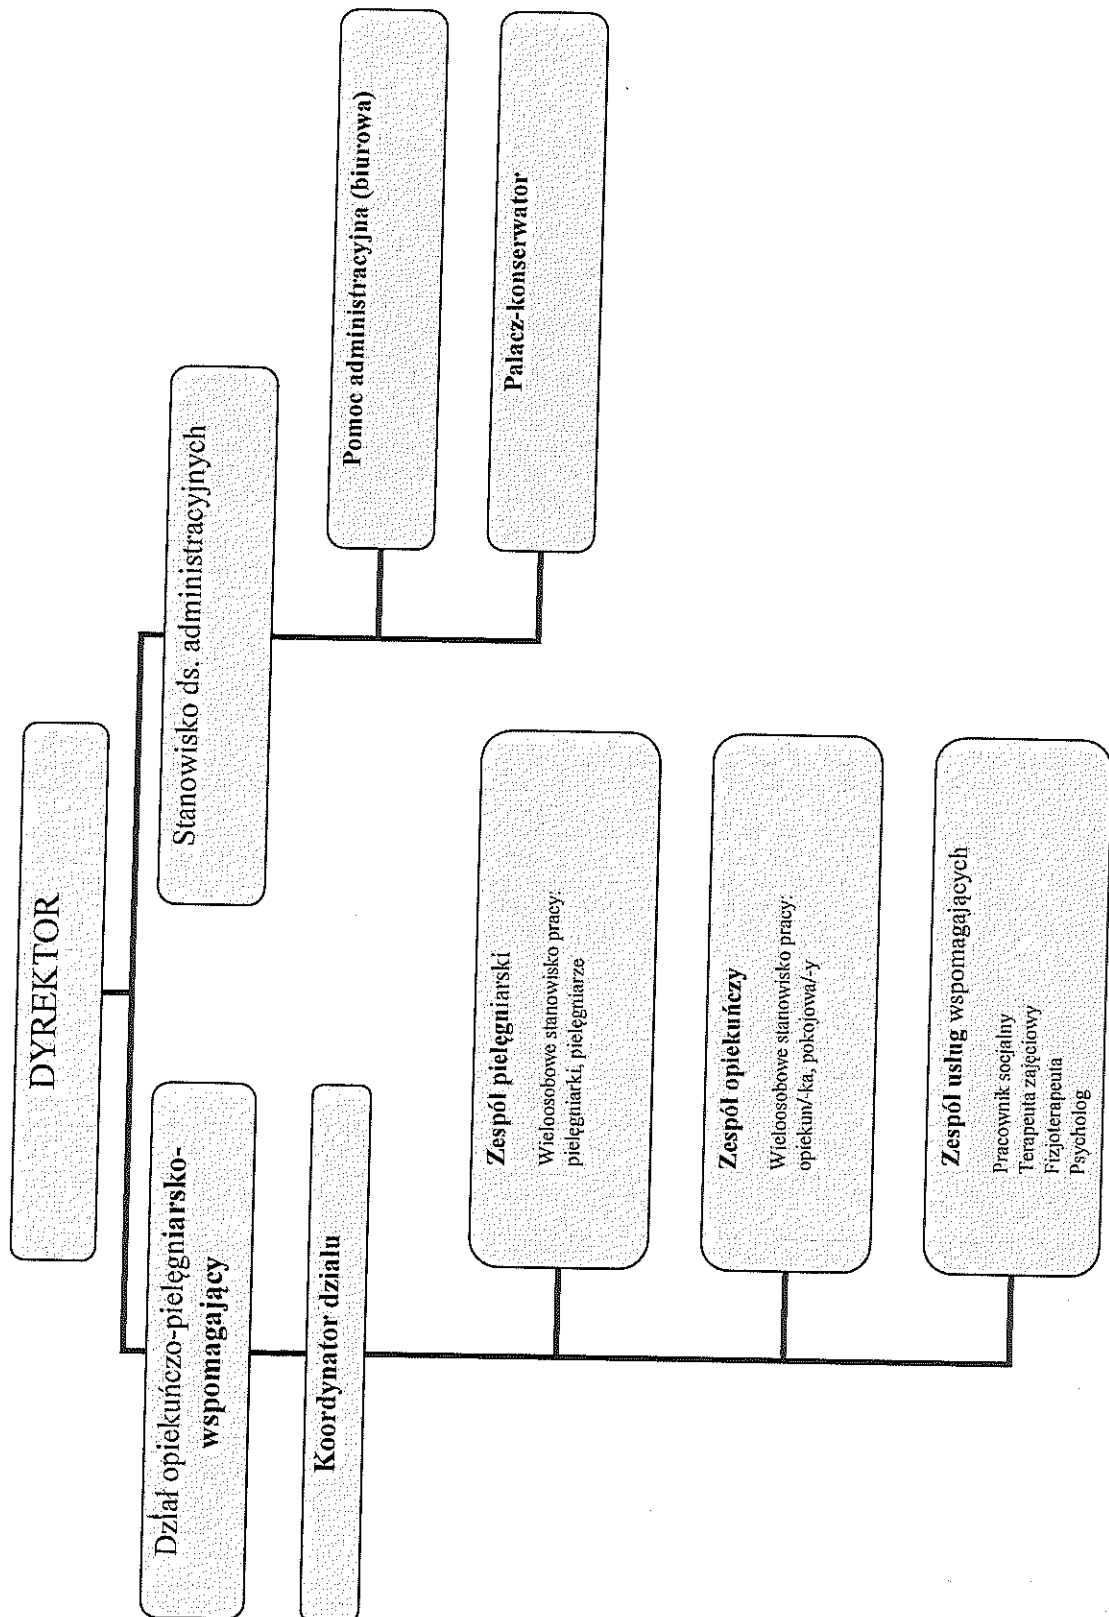 DYREKTOR
Dział opiekuńczo-pielęgniarsko-
wspomagający
Koordynator działu
Zespół pielęgniarski
Wieloosobowe stanowisko pracy:
pielęgniarki, pielęgniarze
Zespół opiekuńczy
Wieloosobowe stanowisko pracy:
opiekun/-ka, pokojowa/-y
Zespół usług wspomagających
Pracownik socjalny
Terapeuta zajęciowy
Fizjoterapeuta
Psycholog
Stanowisko ds. administracyjnych
Pomoc administracyjna (biurowa)
Palacz-konserwator